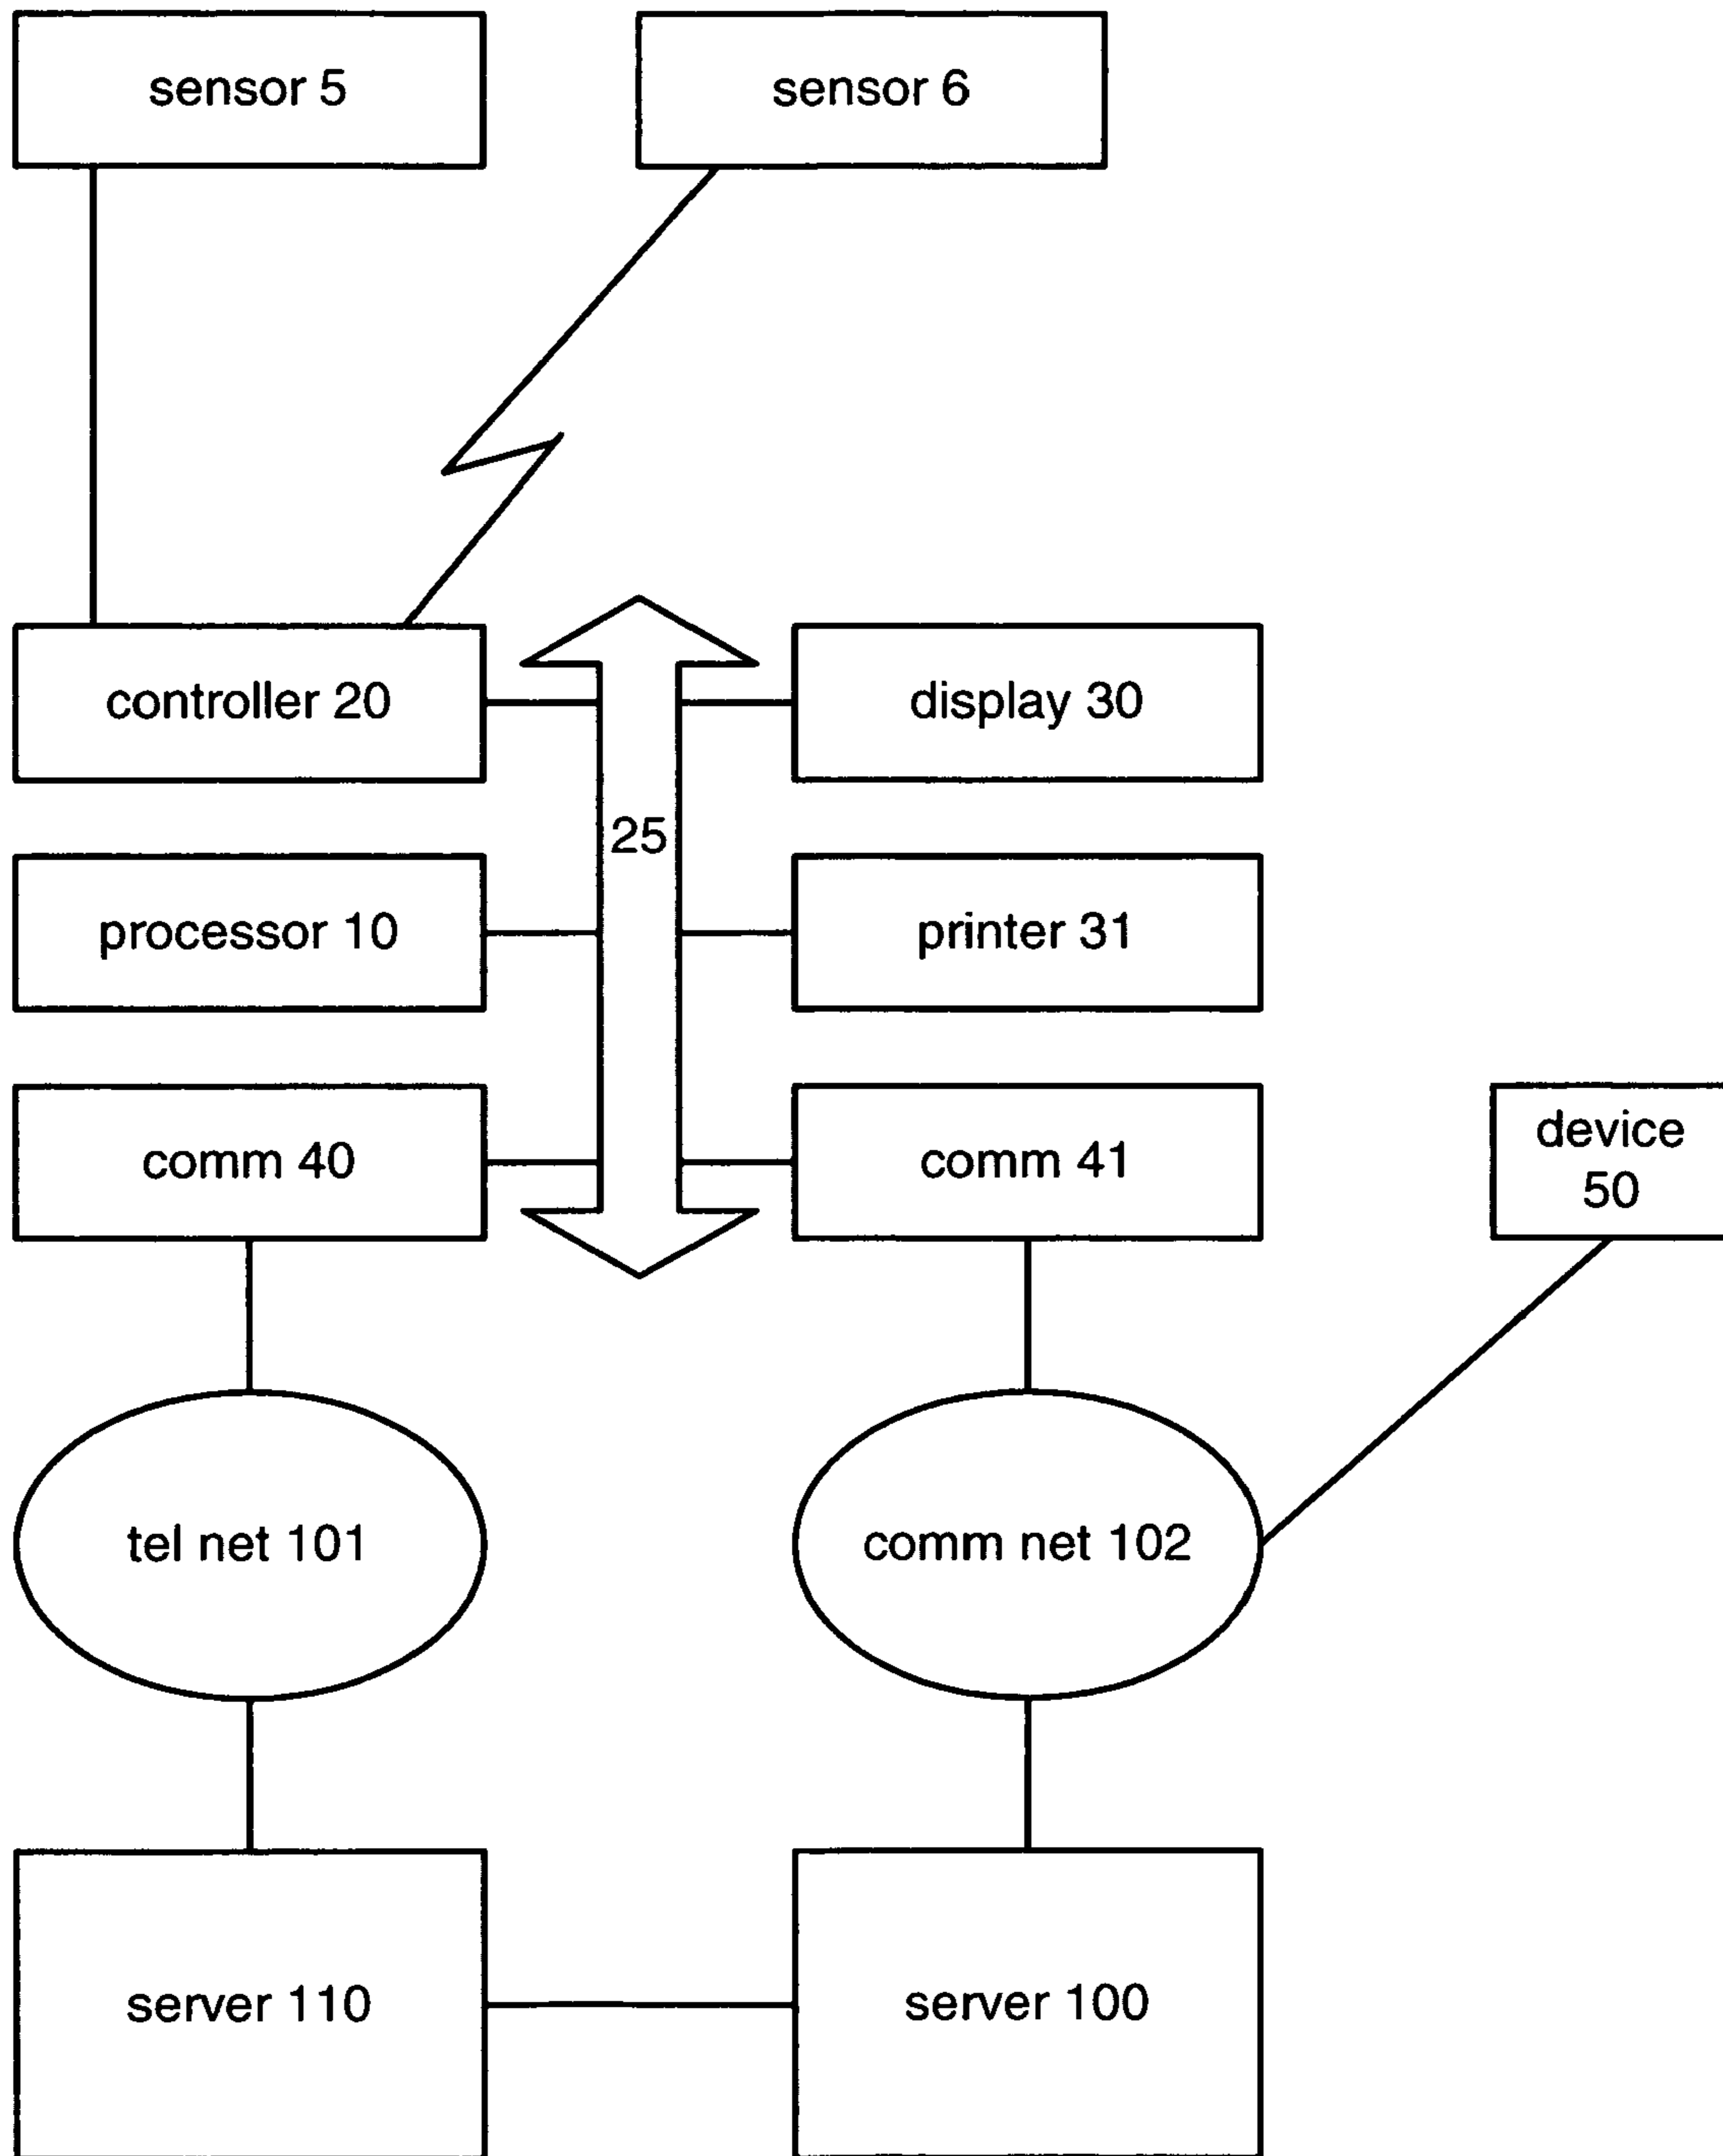 sensor 5
sensor 6
controller 20
display 30
25
processor 10
printer 31
comm 40
comm 41
device
50
tel net 101
comm net 102
server 110
server 100